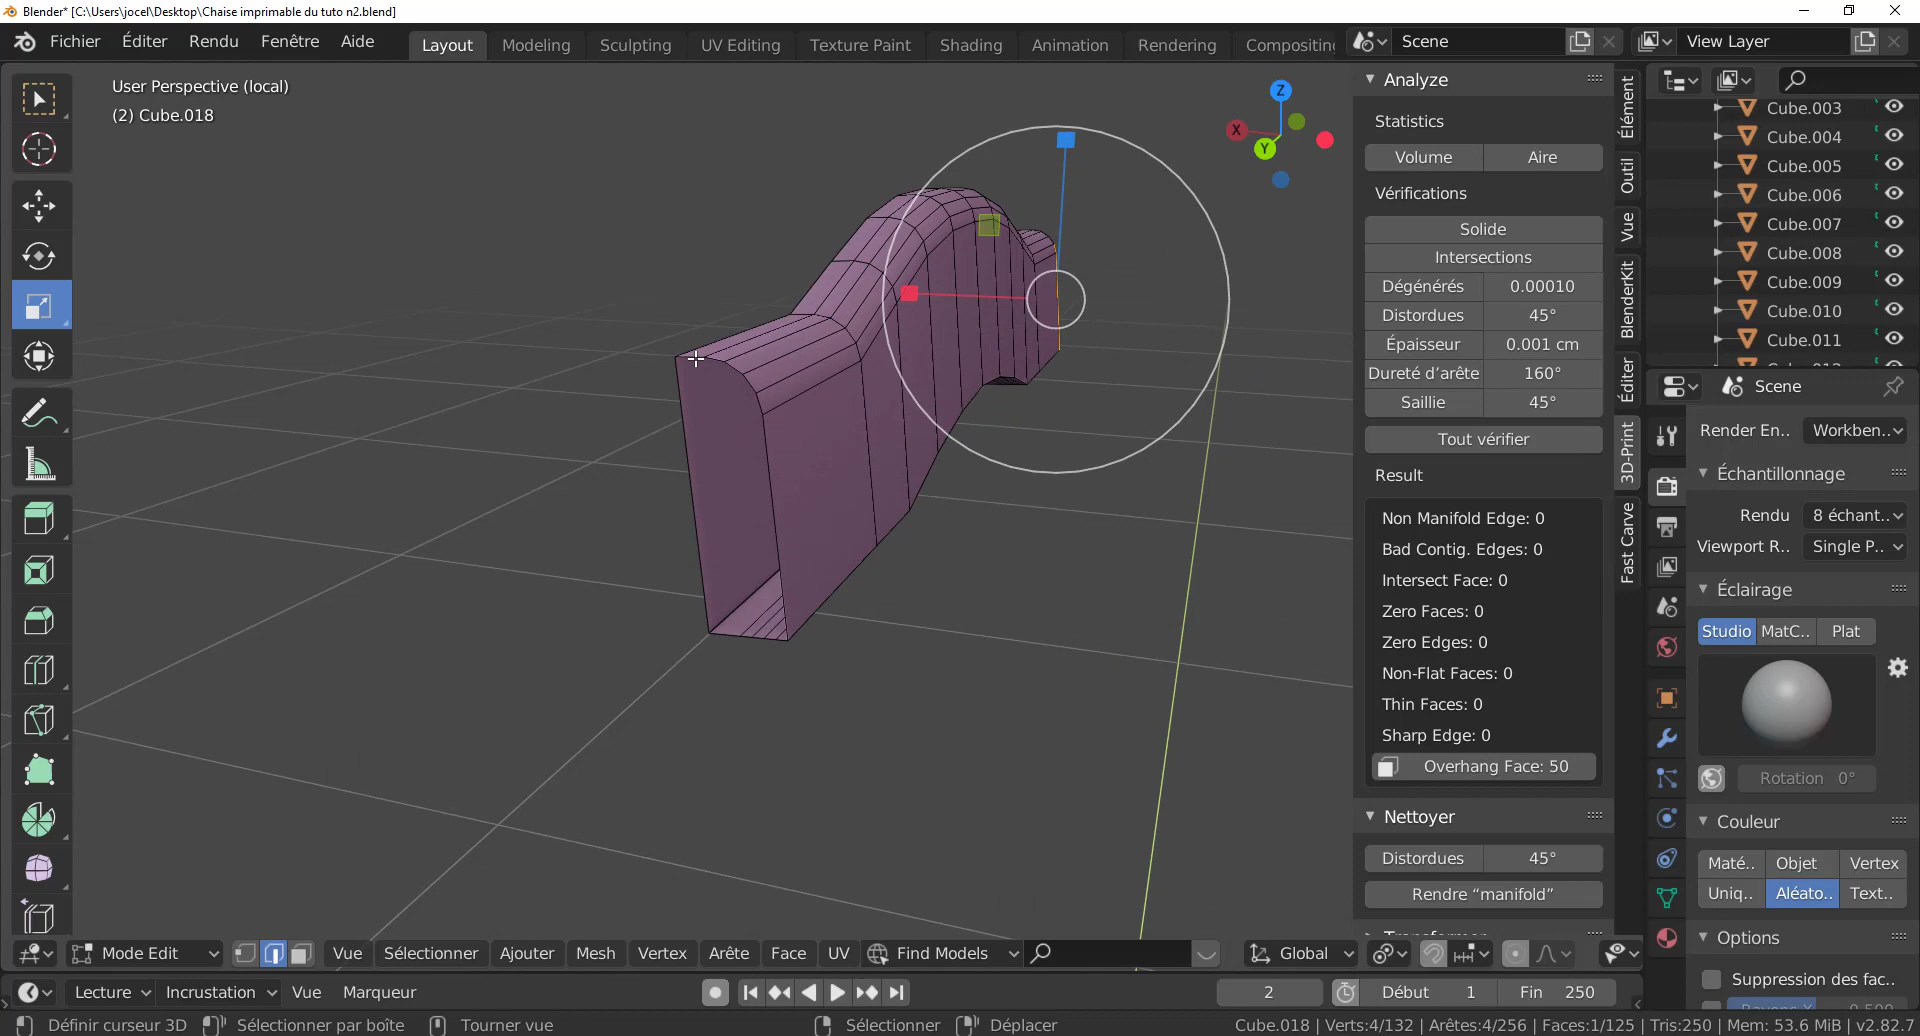 Blender* [C:\Users\jocel\Desktop\Chaise imprimable du tuto n2.blend]
Fichier Éditer Rendu Fenêtre Aide Layout Modeling Sculpting UV Editing Texture Paint Shading Animation Rendering Compositing Scene View Layer
User Perspective (local)
(2) Cube.018
Z
X
Y
Analyze
Statistics
Volume Aire
Vérifications
Solide
Intersections
Dégénérés 0.00010
Distordues 45°
Épaisseur 0.001 cm
Dureté d’arête 160°
Saillie 45°
Tout vérifier
Result
Non Manifold Edge: 0
Bad Contig. Edges: 0
Intersect Face: 0
Zero Faces: 0
Zero Edges: 0
Non-Flat Faces: 0
Thin Faces: 0
Sharp Edge: 0
Overhang Face: 50
Nettoyer
Distordues 45°
Rendre “manifold”
Élément
Outil
Vue
BlenderKit
Éditer
3D-Print
Fast Carve
Cube.003
Cube.004
Cube.005
Cube.006
Cube.007
Cube.008
Cube.009
Cube.010
Cube.011
Scene
Render En.. Workben..
Échantillonnage
Rendu 8 échant..
Viewport R.. Single P..
Éclairage
Studio MatC.. Plat
Rotation 0°
Couleur
Maté.. Objet Vertex
Uniq.. Aléato.. Text..
Options
Suppression des fac..
Mode Edit Vue Sélectionner Ajouter Mesh Vertex Arête Face UV Find Models Global
Lecture Incrustation Vue Marqueur 2 Début 1 Fin 250
Définir curseur 3D Sélectionner par boîte Tourner vue Sélectionner Déplacer Cube.018 | Verts:4/132 | Arêtes:4/256 | Faces:1/125 | Tris:250 | Mem: 53.6 MiB | v2.82.7